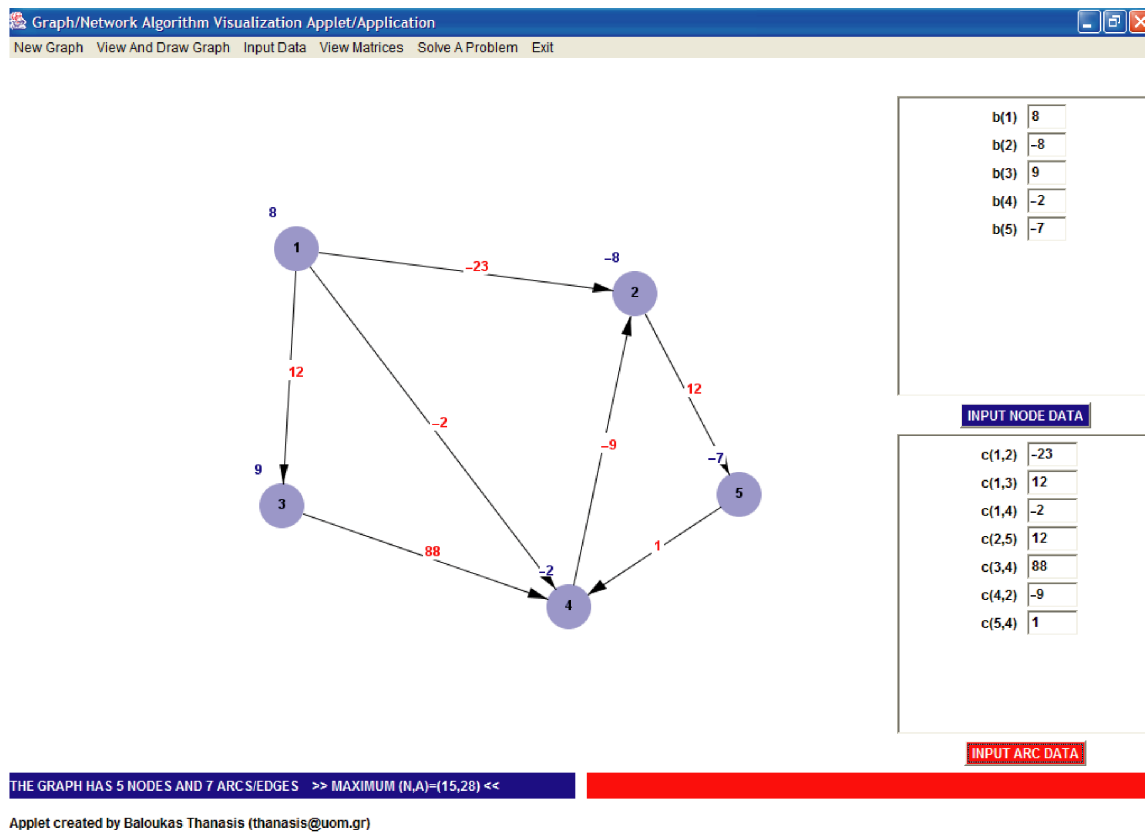 Graph/Network Algorithm Visualization Applet/Application
New Graph View And Draw Graph Input Data View Matrices Solve A Problem Exit
8
1
-23
-8
2
12
-2
12
-9
9
3
-7
5
88
1
-2
4
b(1) 8
b(2) -8
b(3) 9
b(4) -2
b(5) -7
INPUT NODE DATA
c(1,2) -23
c(1,3) 12
c(1,4) -2
c(2,5) 12
c(3,4) 88
c(4,2) -9
c(5,4) 1
INPUT ARC DATA
THE GRAPH HAS 5 NODES AND 7 ARCS/EDGES >> MAXIMUM (N,A)=(15,28) <<
Applet created by Baloukas Thanasis (thanasis@uom.gr)